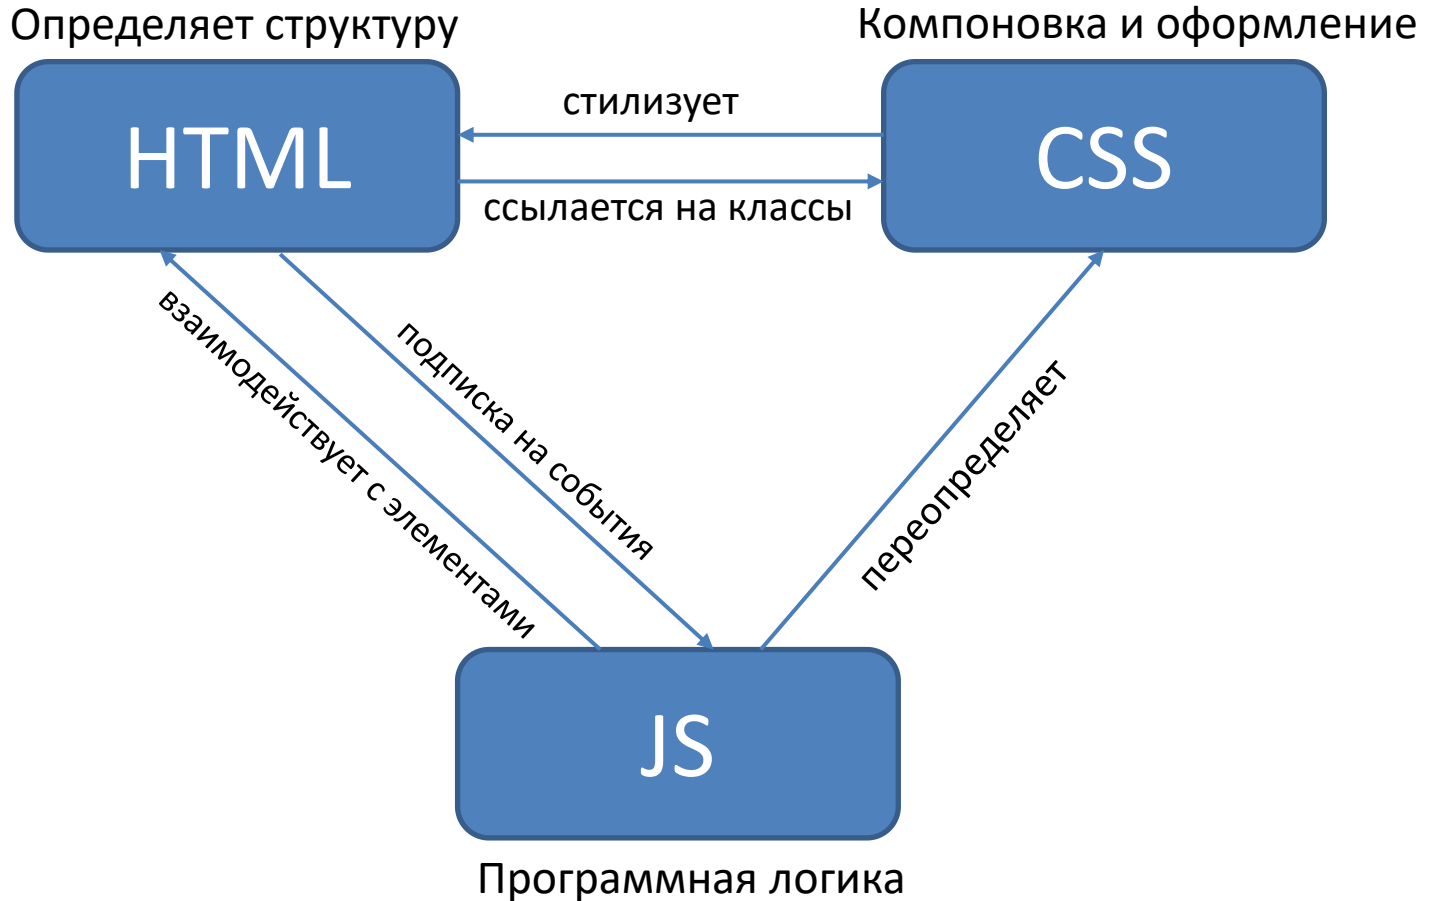 Определяет структуру
Компоновка и оформление
HTML
стилизует
CSS
ссылается на классы
взаимодействует с элементами
подписка на события
переопределяет
JS
Программная логика